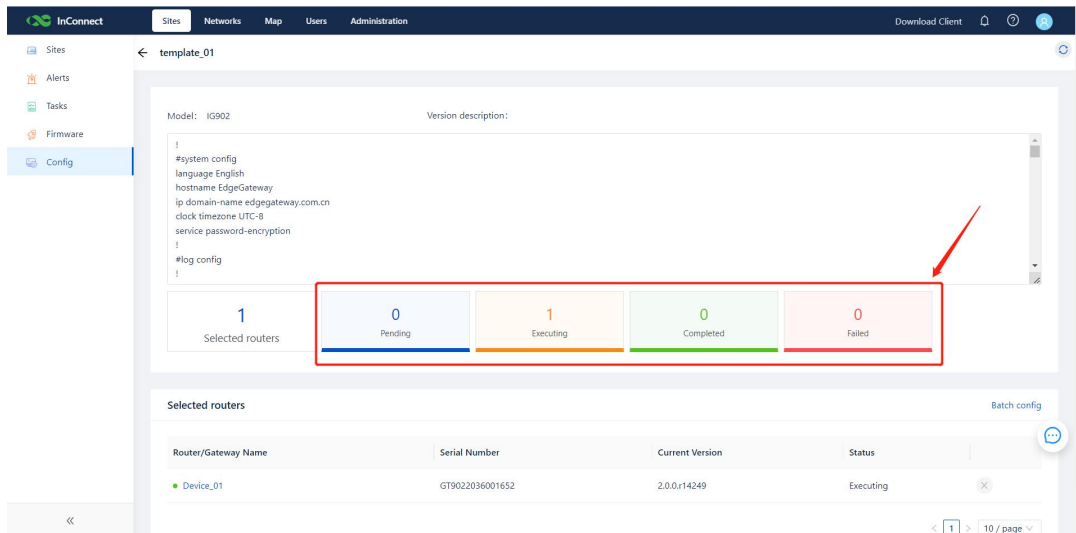 InConnect
Sites Networks Map Users Administration
Download Client
Sites
Alerts
Tasks
Firmware
Config
template_01
Model: IG902
Version description:
!
#system config
language English
hostname EdgeGateway
ip domain-name edgegateway.com.cn
clock timezone UTC-8
service password-encryption
!
#log config
!
1
Selected routers
0
Pending
1
Executing
0
Completed
0
Failed
Selected routers
Batch config
Router/Gateway Name Serial Number Current Version Status
Device_01 GT9022036001652 2.0.0.r14249 Executing
< 1 > 10 / page